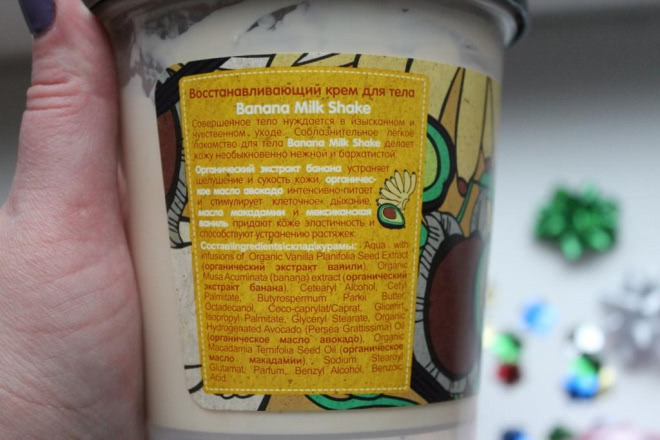 Восстанавливающий крем для тела
Banana Milk Shake
Совершенное тело нуждается в изысканном и
чувственном уходе. Соблазнительное легкое
лакомство для тела Banana Milk Shake делает
кожу необыкновенно нежной и бархатистой.
Органический экстракт банана устраняет
шелушение и сухость кожи, органичес-
кое масло авокадо интенсивно питает
и стимулирует клеточное дыхание,
масло макадамии и мексиканская
ваниль придают коже эластичность и
способствуют устранению растяжек.
Состав\ingredients\склад\курамы: Aqua with
infusions of Organic Vanilla Planifolia Seed Extract
(органический экстракт ванили), Organic
Musa Acuminata (banana) extract (органический
экстракт банана), Cetearyl Alcohol, Cetyl
Palmitate, Butyrospermum Parkii Butter,
Octadecanol, Coco-caprylat/Caprat, Glicerin,
Isopropyl Palmitate, Glyceryl Stearate, Organic
Hydrogenated Avocado (Persea Gratissima) Oil
(органическое масло авокадо), Organic
Macadamia Ternifolia Seed Oil (органическое
масло макадамии), Sodium Stearoyl
Glutamat, Parfum, Benzyl Alcohol, Benzoic
Acid.